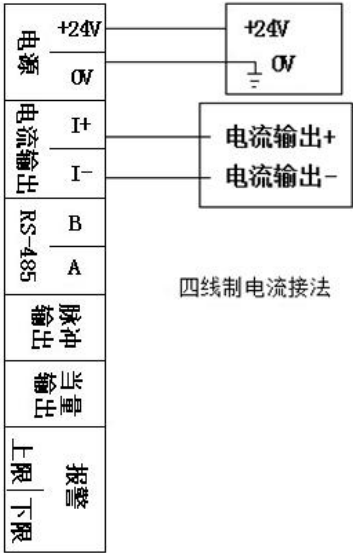 电源
+24V
0V
电流输出
I+
I-
RS-485
B
A
脉冲
输出
当量
输出
报警
上限
下限
+24V
0V
电流输出+
电流输出-
四线制电流接法